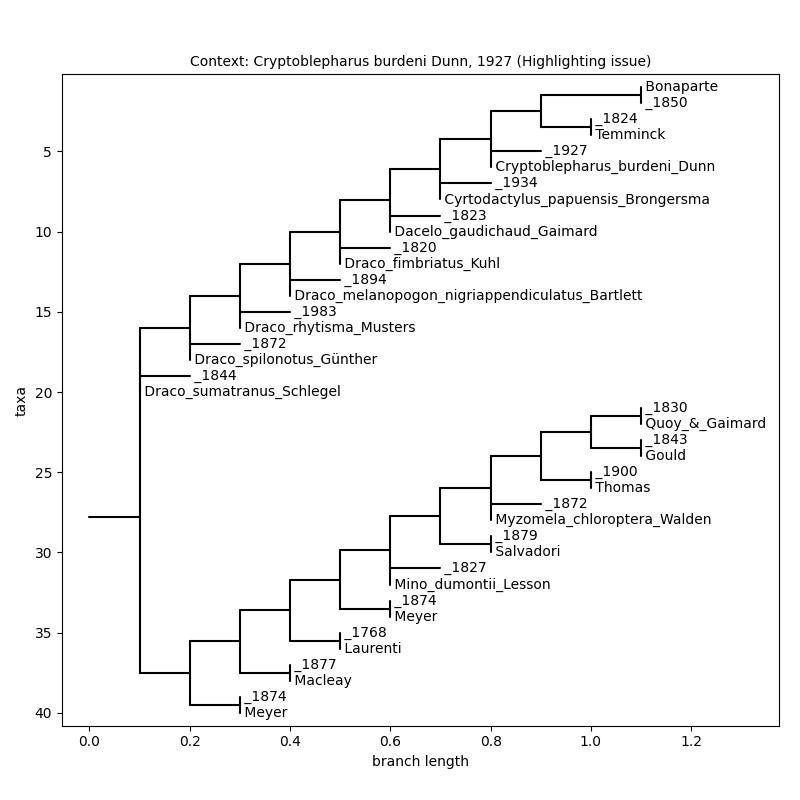 Context: Cryptoblepharus burdeni Dunn, 1927 (Highlighting issue)
Bonaparte
_1850
_1824
Temminck
_1927
Cryptoblepharus_burdeni_Dunn
_1934
Cyrtodactylus_papuensis_Brongersma
_1823
Dacelo_gaudichaud_Gaimard
_1820
Draco_fimbriatus_Kuhl
_1894
Draco_melanopogon_nigriappendiculatus_Bartlett
_1983
Draco_rhytisma_Musters
_1872
Draco_spilonotus_Günther
_1844
Draco_sumatranus_Schlegel
_1830
Quoy_&_Gaimard
_1843
Gould
_1900
Thomas
_1872
Myzomela_chloroptera_Walden
_1879
Salvadori
_1827
Mino_dumontii_Lesson
_1874
Meyer
_1768
Laurenti
_1877
Macleay
_1874
Meyer
5
10
15
20
25
30
35
40
taxa
0.0 0.2 0.4 0.6 0.8 1.0 1.2
branch length